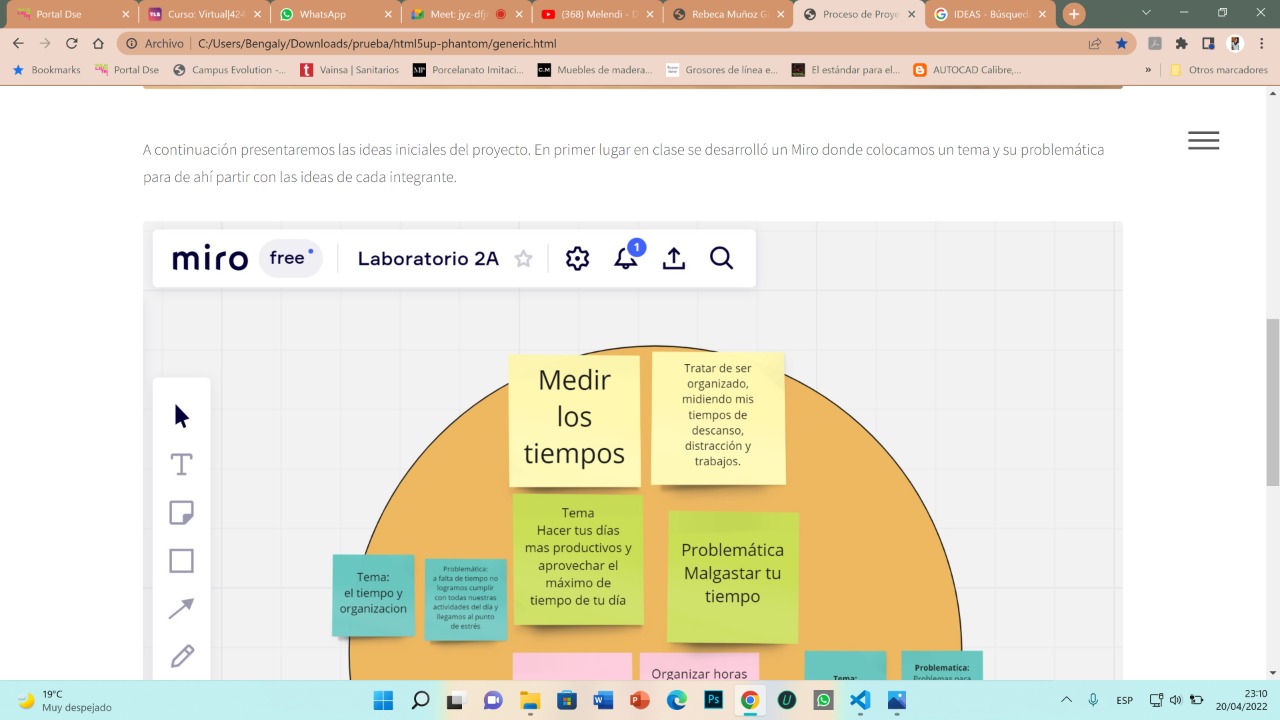 Portal Dse
Curso: Virtual|424
WhatsApp
Meet: jyz-dfj
(368) Melendi - D
Rebeca Muñoz G
Proceso de Proye
IDEAS - Búsqued
Archivo | C:/Users/Bengaly/Downloads/prueba/html5up-phantom/generic.html
Bookmarks
Portal Dse
Campus Evolution -...
Vainsa | Sanitarios
Porcelanato Imitaci...
Muebles de madera...
Grosores de línea e...
El estándar para el...
AUTOCAD Calibre,...
»
Otros marcadores
A continuación presentaremos las ideas iniciales del proyecto. En primer lugar en clase se desarrolló un Miro donde colocamos un tema y su problemática
para de ahí partir con las ideas de cada integrante.
miro
free
Laboratorio 2A
1
Medir
los
tiempos
Tratar de ser
organizado,
midiendo mis
tiempos de
descanso,
distracción y
trabajos.
Tema
Hacer tus días
mas productivos y
aprovechar el
máximo de
tiempo de tu día
Problemática
Malgastar tu
tiempo
Tema:
el tiempo y
organizacion
Problemática:
a falta de tiempo no
logramos cumplir
con todas nuestras
actividades del día y
llegamos al punto
de estrés
Organizar horas
Tema:
Problematica:
Problemas para
19°C
Muy despejado
ESP
23:10
20/04/2022